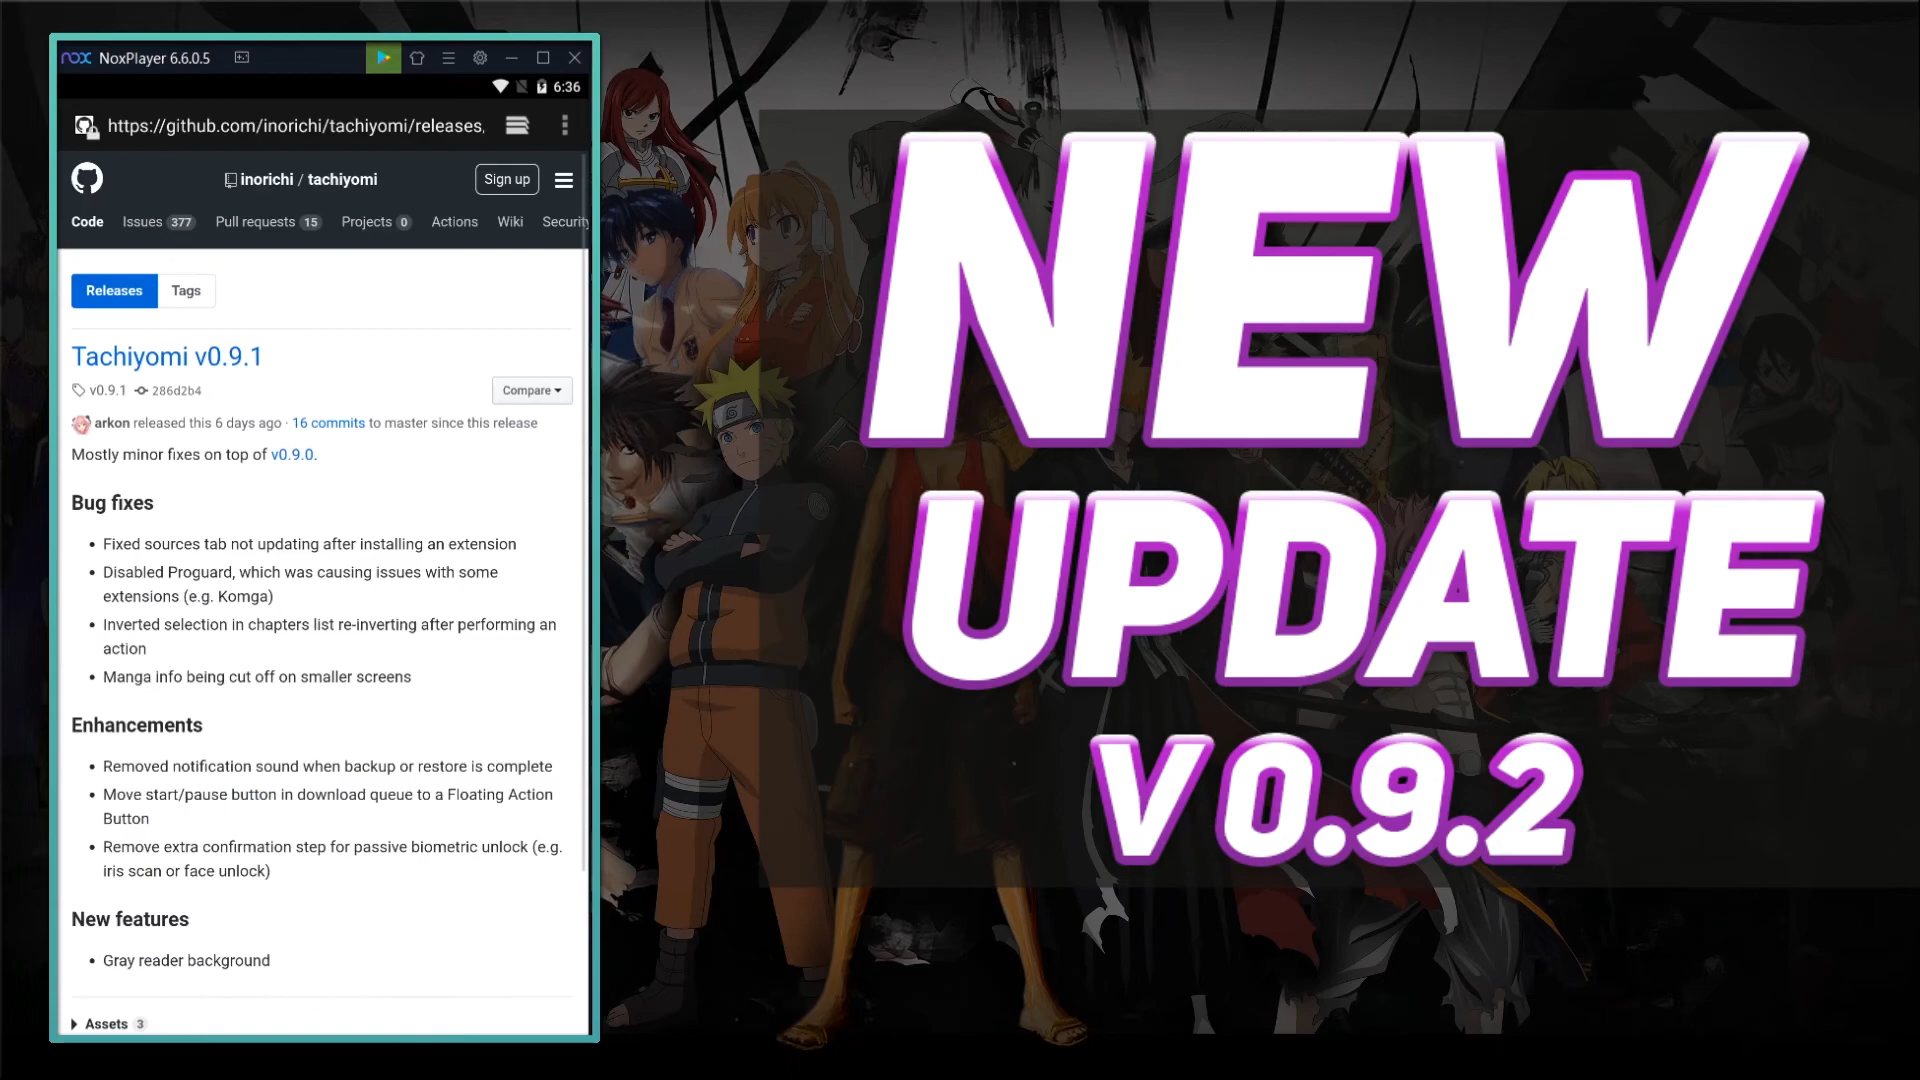 nox NoxPlayer 6.6.0.5
6:36
https://github.com/inorichi/tachiyomi/releases,
inorichi / tachiyomi
Sign up
Code Issues 377 Pull requests 15 Projects 0 Actions Wiki Security
Releases Tags
Tachiyomi v0.9.1
v0.9.1 286d2b4
Compare
arkon released this 6 days ago · 16 commits to master since this release
Mostly minor fixes on top of v0.9.0.
Bug fixes
• Fixed sources tab not updating after installing an extension
• Disabled Proguard, which was causing issues with some
extensions (e.g. Komga)
• Inverted selection in chapters list re-inverting after performing an
action
• Manga info being cut off on smaller screens
Enhancements
• Removed notification sound when backup or restore is complete
• Move start/pause button in download queue to a Floating Action
Button
• Remove extra confirmation step for passive biometric unlock (e.g.
iris scan or face unlock)
New features
• Gray reader background
Assets 3
NEW
UPDATE
V 0.9.2